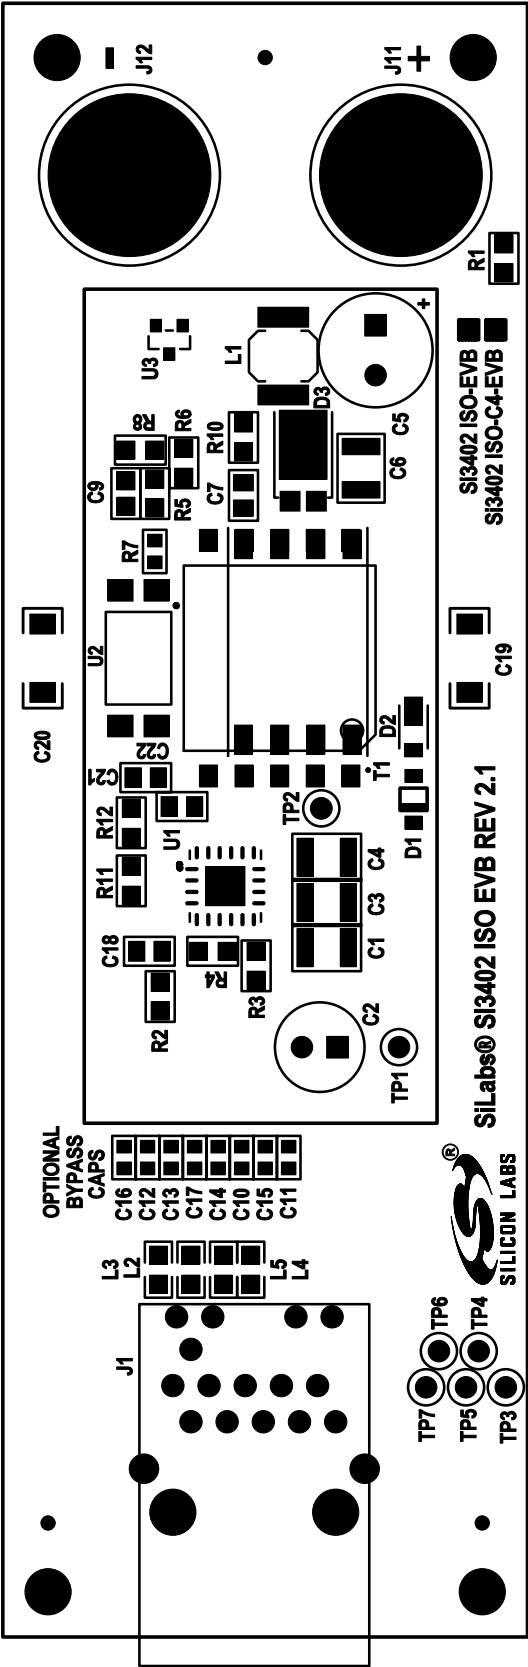 -
J12
J11
+
R1
U3
L1
+
D3
C5
Si3402 ISO-EVB
Si3402 ISO-C4-EVB
R8
R6
R10
C6
C9
R5
C7
R7
U2
C20
C19
C22
C21
D2
T1
R12
U1
TP2
D1
R11
C4
C3
C1
C18
R4
R3
R2
C2
TP1
SiLabs® Si3402 ISO EVB REV 2.1
OPTIONAL
BYPASS
CAPS
C16
C12
C13
C17
C14
C10
C15
C11
®
SILICON LABS
L3
L2
L5
L4
J1
TP6
TP4
TP7
TP5
TP3